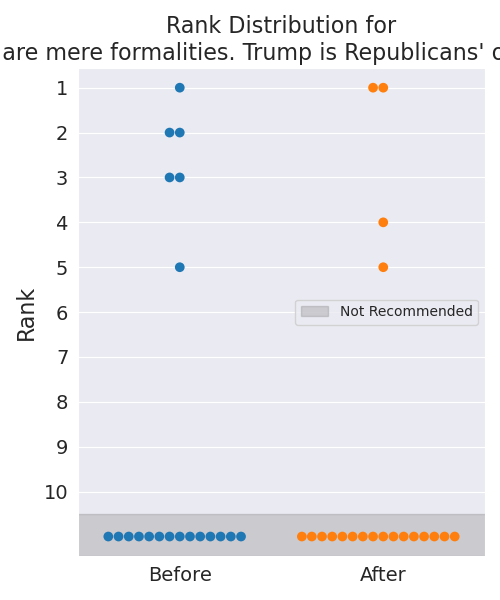 Rank Distribution for
are mere formalities. Trump is Republicans'
1
2
3
4
5
6
7
8
9
10
Rank
Not Recommended
Before
After